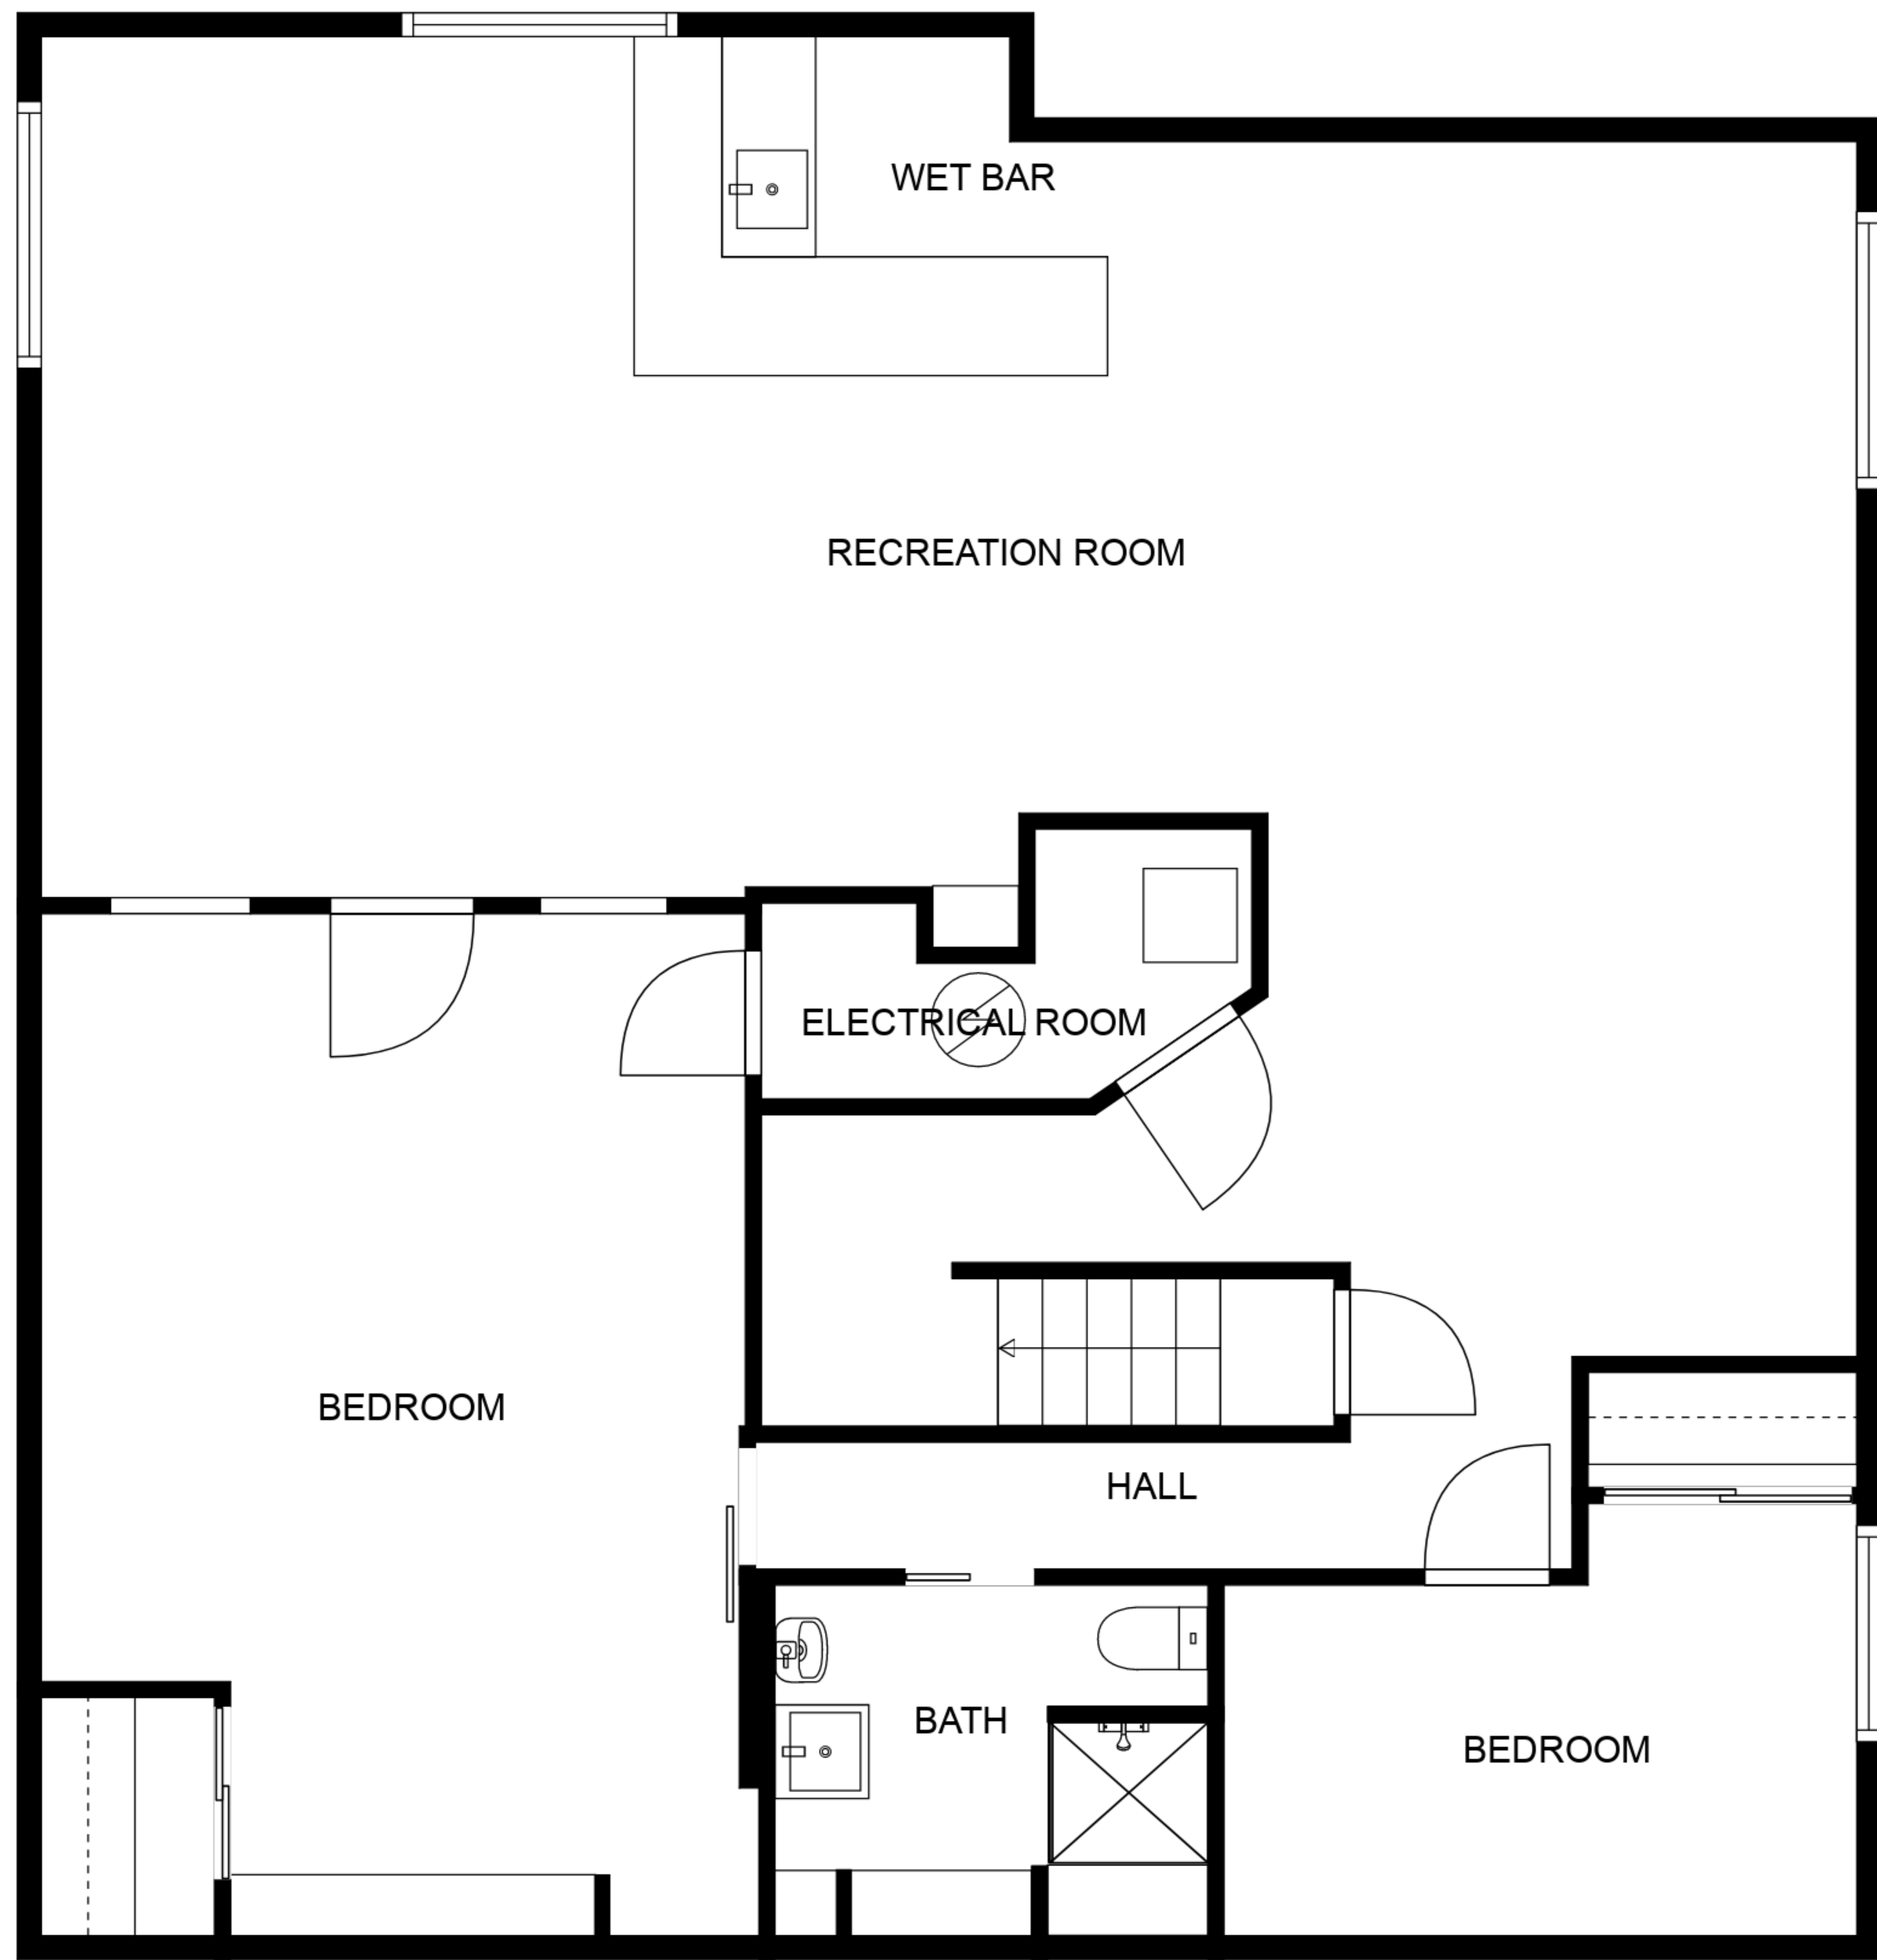 WET BAR
RECREATION ROOM
ELECTRICAL ROOM
BEDROOM
HALL
BATH
BEDROOM